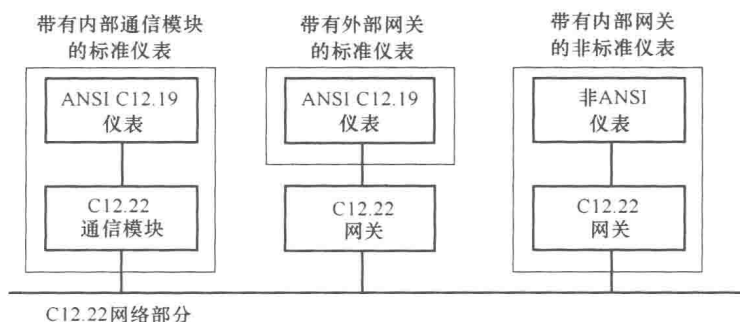 带有内部通信模块
的标准仪表
ANSI C12.19
仪表
C12.22
通信模块
带有外部网关
的标准仪表
ANSI C12.19
仪表
C12.22
网关
带有内部网关
的非标准仪表
非ANSI
仪表
C12.22
网关
C12.22网络部分